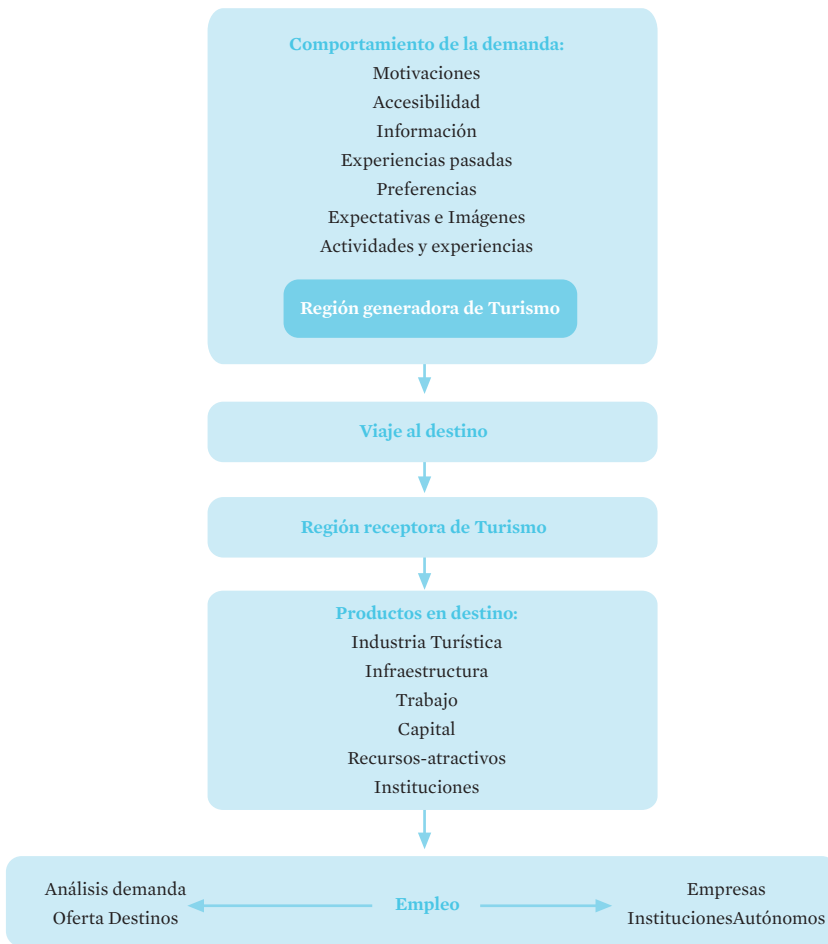 Comportamiento de la demanda:
Motivaciones
Accesibilidad
Información
Experiencias pasadas
Preferencias
Expectativas e Imágenes
Actividades y experiencias
Región generadora de Turismo
Viaje al destino
Región receptora de Turismo
Productos en destino:
Industria Turística
Infraestructura
Trabajo
Capital
Recursos-atractivos
Instituciones
Análisis demanda
Oferta Destinos
Empleo
Empresas
InstitucionesAutónomos